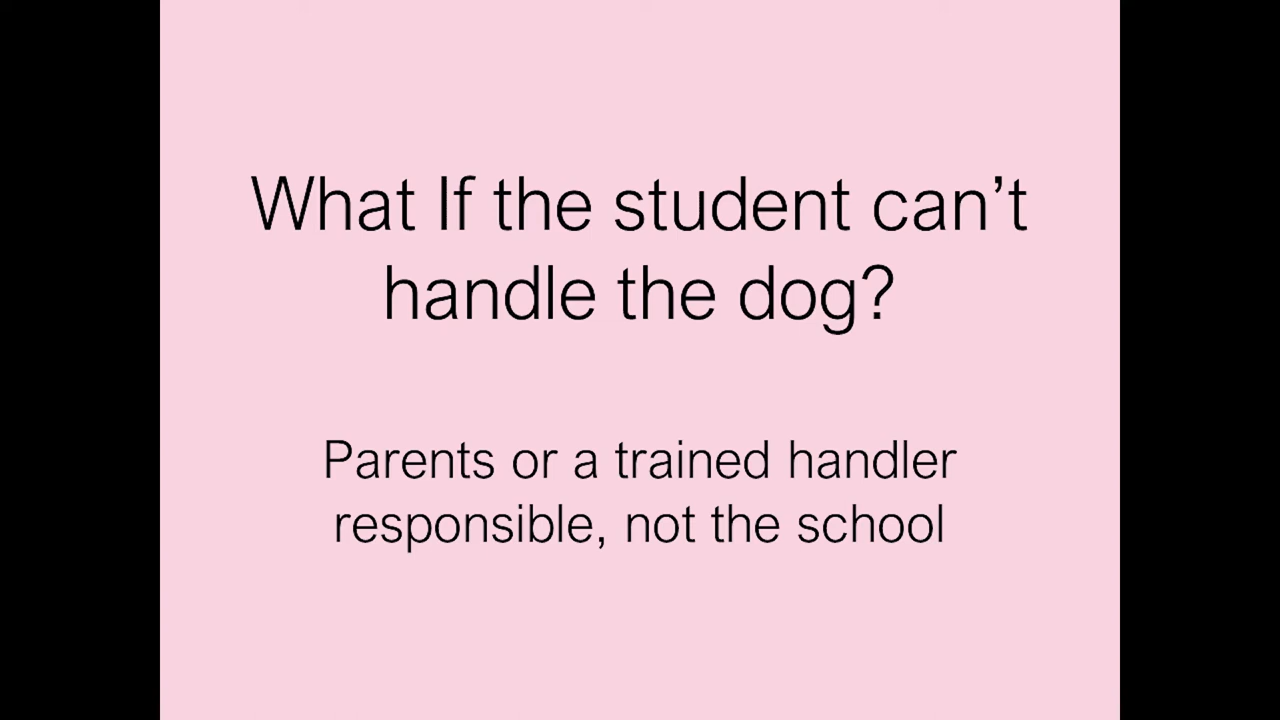 What If the student can’t
handle the dog?
Parents or a trained handler
responsible, not the school